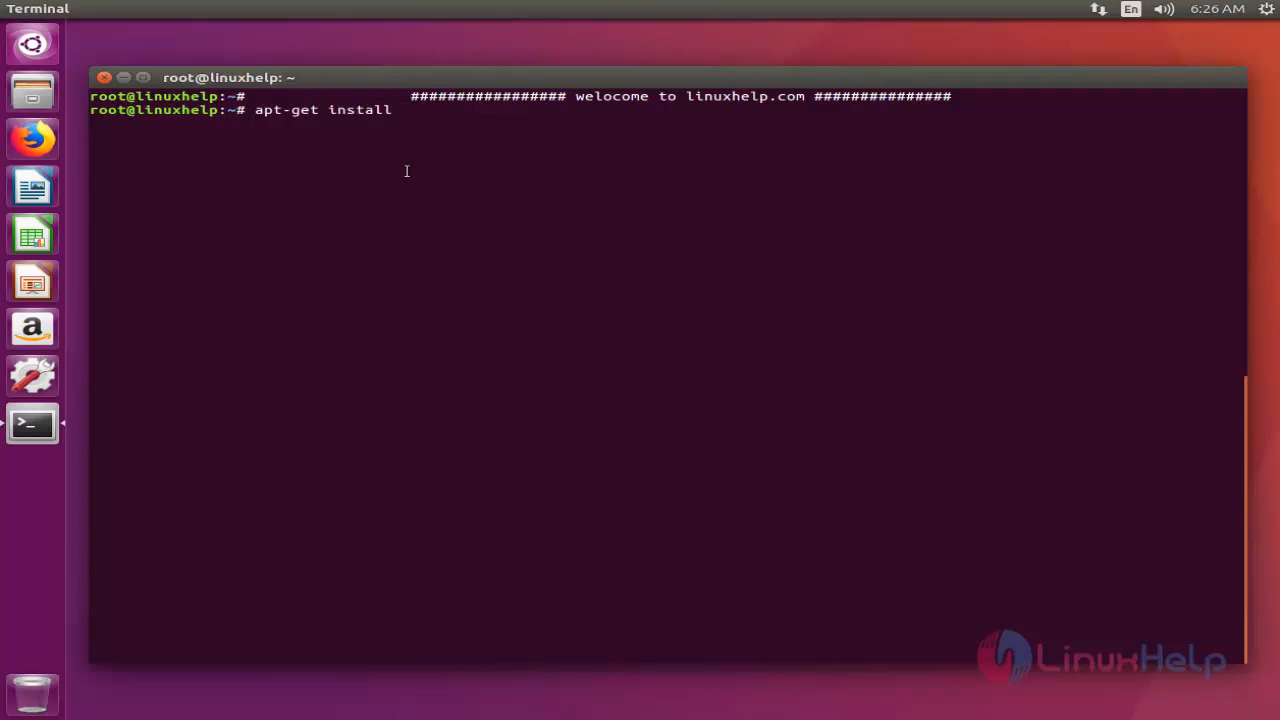 Terminal
En
6:26 AM
root@linuxhelp: ~
root@linuxhelp:~# ################# welocome to linuxhelp.com ###############
root@linuxhelp:~# apt-get install
>_
a
LinuxHelp